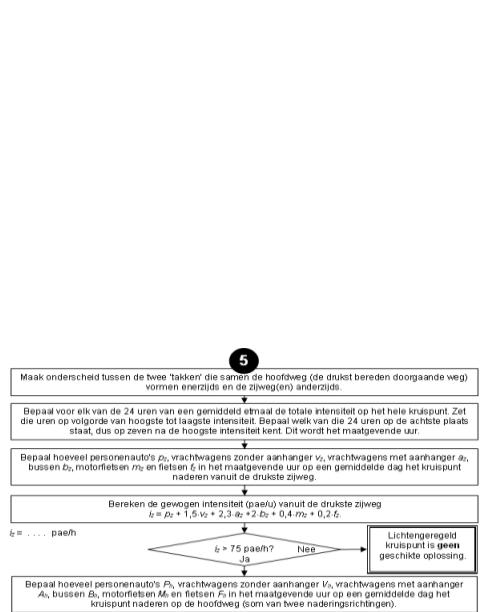 5
Maak onderscheid tussen de twee 'takken' die samen de hoofdweg (de drukst bereden doorgaande weg)
vormen enerzijds en de zijweg(en) anderzijds.
Bepaal voor elk van de 24 uren van een gemiddeld etmaal de totale intensiteit op het hele kruispunt. Zet
die uren op volgorde van hoogste tot laagste intensiteit. Bepaal welk van die 24 uren op de achtste plaats
staat, dus op zeven na de hoogste intensiteit kent. Dit wordt het maatgevende uur.
Bepaal hoeveel personenauto's pz, vrachtwagens zonder aanhanger vz, vrachtwagens met aanhanger az,
bussen bz, motorfietsen mz en fietsen fz in het maatgevende uur op een gemiddelde dag het kruispunt
naderen vanuit de drukste zijweg.
Bereken de gewogen intensiteit (pae/u) vanuit de drukste zijweg
Iz = pz + 1,5·vz + 2,3·az +2·bz + 0,4·mz + 0,2·fz.
Iz = . . . . pae/h
Iz > 75 pae/h? Nee
Ja
Lichtengeregeld
kruispunt is geen
geschikte oplossing.
Bepaal hoeveel personenauto's Ph, vrachtwagens zonder aanhanger Vh, vrachtwagens met aanhanger
Ah, bussen Bh, motorfietsen Mh en fietsen Fh in het maatgevende uur op een gemiddelde dag het
kruispunt naderen op de hoofdweg (som van twee naderingsrichtingen).